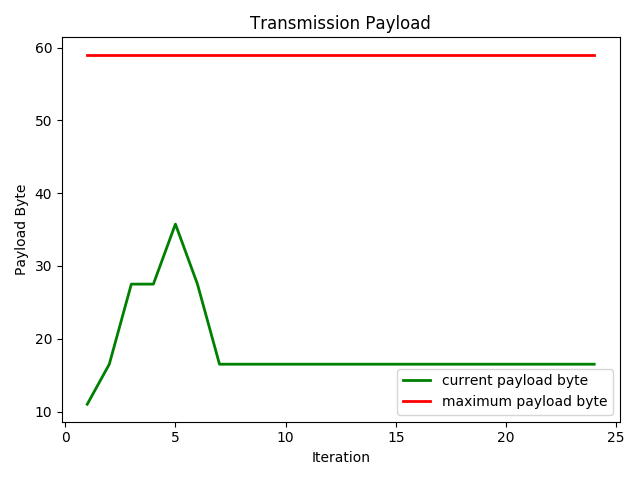 Transmission Payload
Payload Byte
60
50
40
30
20
10
0
5
10
15
20
25
Iteration
current payload byte
maximum payload byte